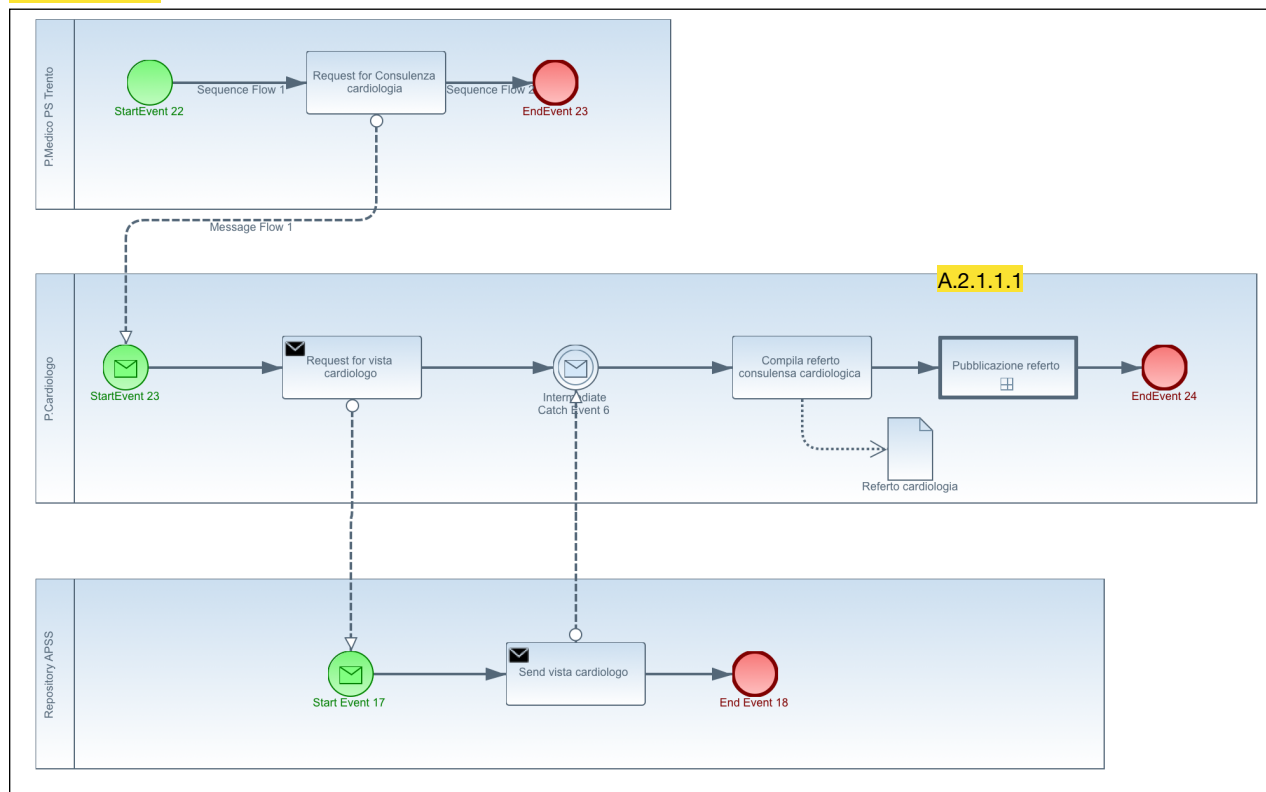 P.Medico PS Trento
StartEvent 22
Sequence Flow 1
Request for Consulenza
cardiologia
Sequence Flow 2
EndEvent 23
Message Flow 1
A.2.1.1.1
P.Cardiologo
StartEvent 23
Request for vista
cardiologo
Intermediate
Catch Event 6
Compila referto
consulensa cardiologica
Referto cardiologia
Pubblicazione referto
EndEvent 24
Repository APSS
Start Event 17
Send vista cardiologo
End Event 18